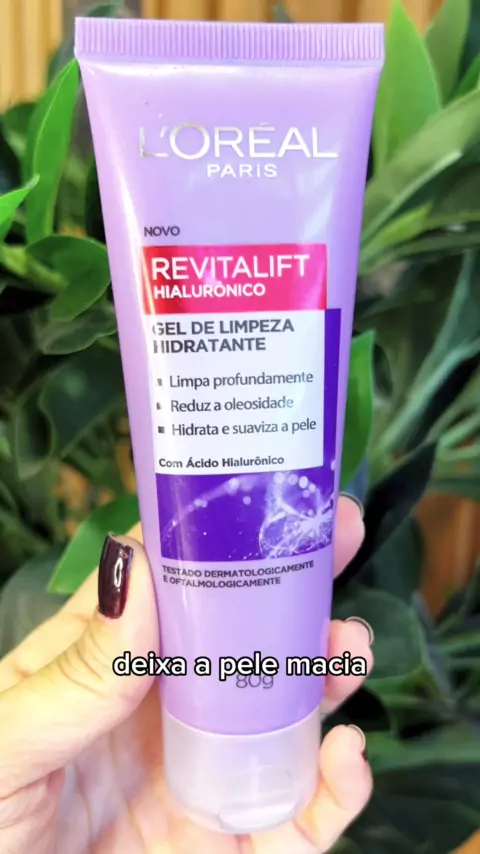 L'ORÉAL
PARIS
NOVO
REVITALIFT
HIALURÔNICO
GEL DE LIMPEZA
HIDRATANTE
▪ Limpa profundamente
▪ Reduz a oleosidade
▪ Hidrata e suaviza a pele
Com Ácido Hialurônico
TESTADO DERMATOLOGICAMENTE
E OFTALMOLOGICAMENTE
deixa a pele macia
80g